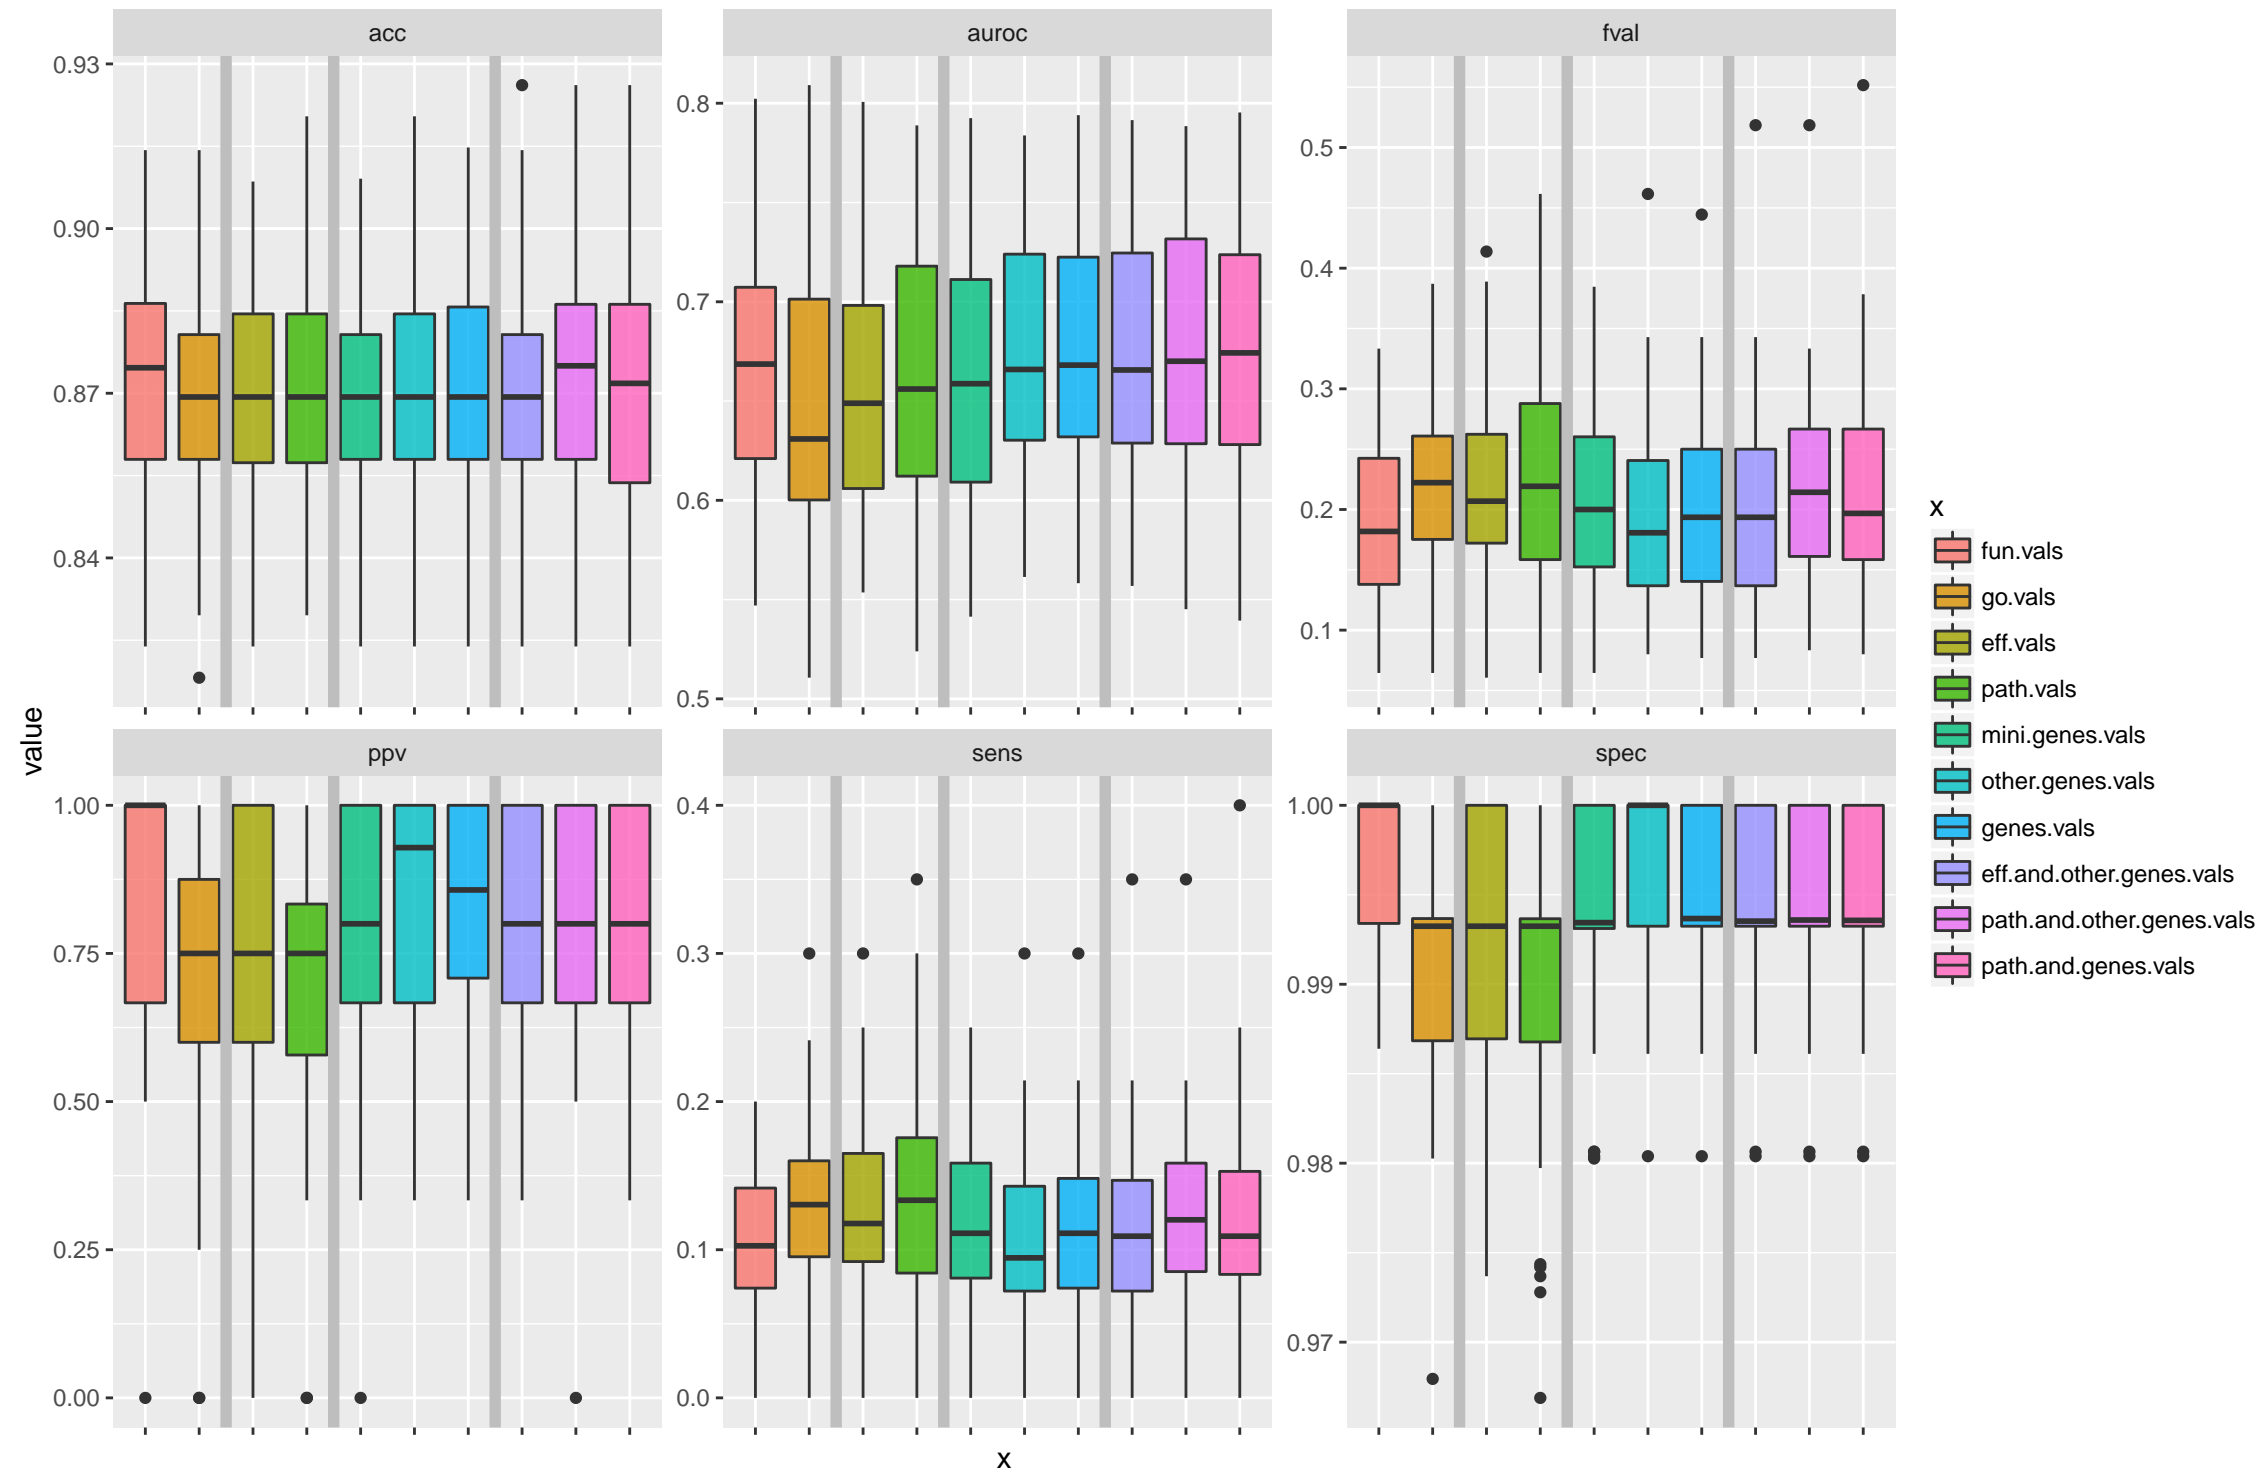 acc
auroc
fval
0.93
0.90
0.87
0.84
0.8
0.7
0.6
0.5
0.5
0.4
0.3
0.2
0.1
value
ppv
sens
spec
1.00
0.75
0.50
0.25
0.00
0.4
0.3
0.2
0.1
0.0
1.00
0.99
0.98
0.97
x
x
fun.vals
go.vals
eff.vals
path.vals
mini.genes.vals
other.genes.vals
genes.vals
eff.and.other.genes.vals
path.and.other.genes.vals
path.and.genes.vals